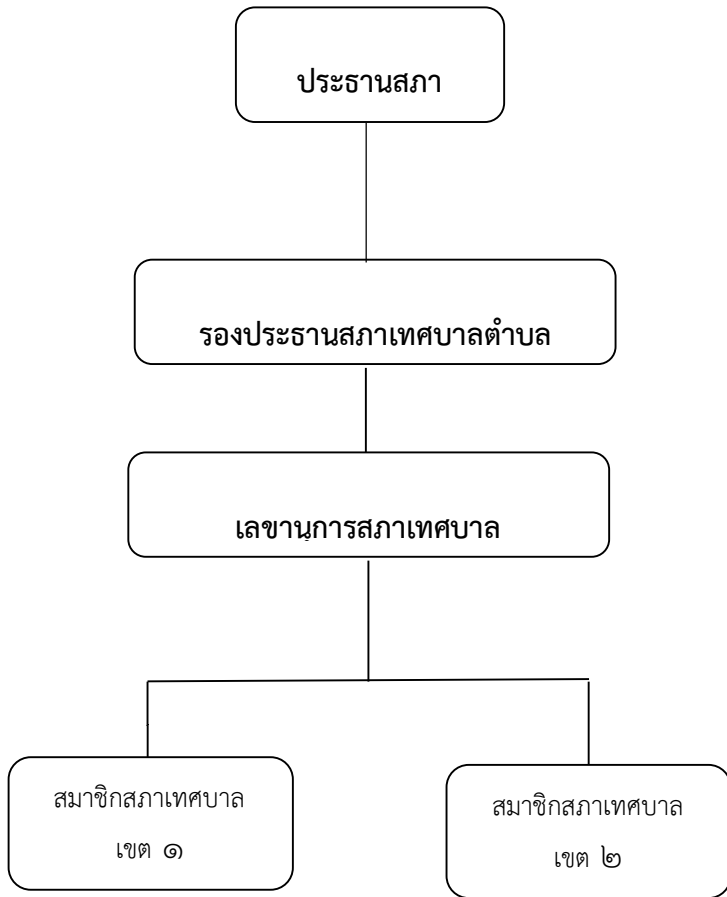 ประธานสภา
รองประธานสภาเทศบาลตำบล
เลขานุการสภาเทศบาล
สมาชิกสภาเทศบาล
เขต ๑
สมาชิกสภาเทศบาล
เขต ๒